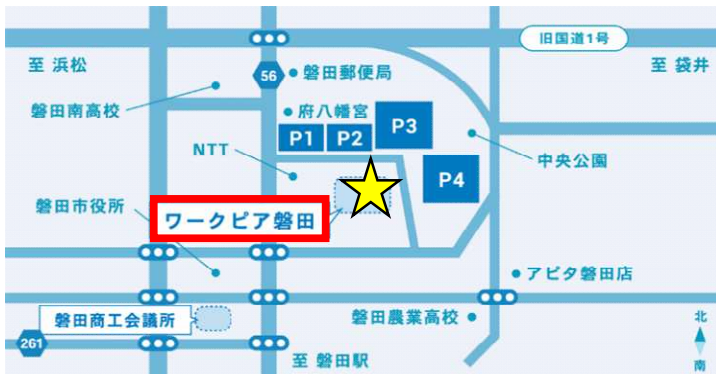 旧国道1号
至 浜松
至 袋井
56
磐田郵便局
磐田南高校
府八幡宮
P1
P2
P3
NTT
中央公園
P4
磐田市役所
ワークピア磐田
アピタ磐田店
磐田商工会議所
磐田農業高校
北
261
至 磐田駅
南